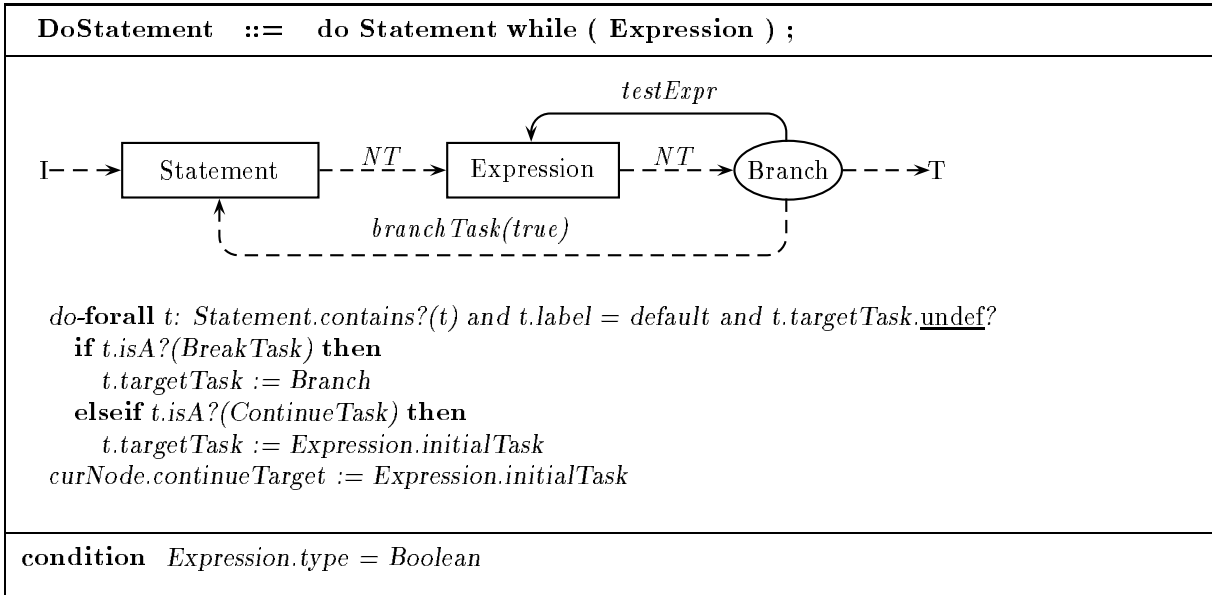 DoStatement ::= do Statement while ( Expression ) ;
testExpr
I Statement NT Expression NT Branch T
branchTask(true)
do-forall t: Statement.contains?(t) and t.label = default and t.targetTask.undef?
if t.isA?(BreakTask) then
t.targetTask := Branch
elseif t.isA?(ContinueTask) then
t.targetTask := Expression.initialTask
curNode.continueTarget := Expression.initialTask
condition Expression.type = Boolean